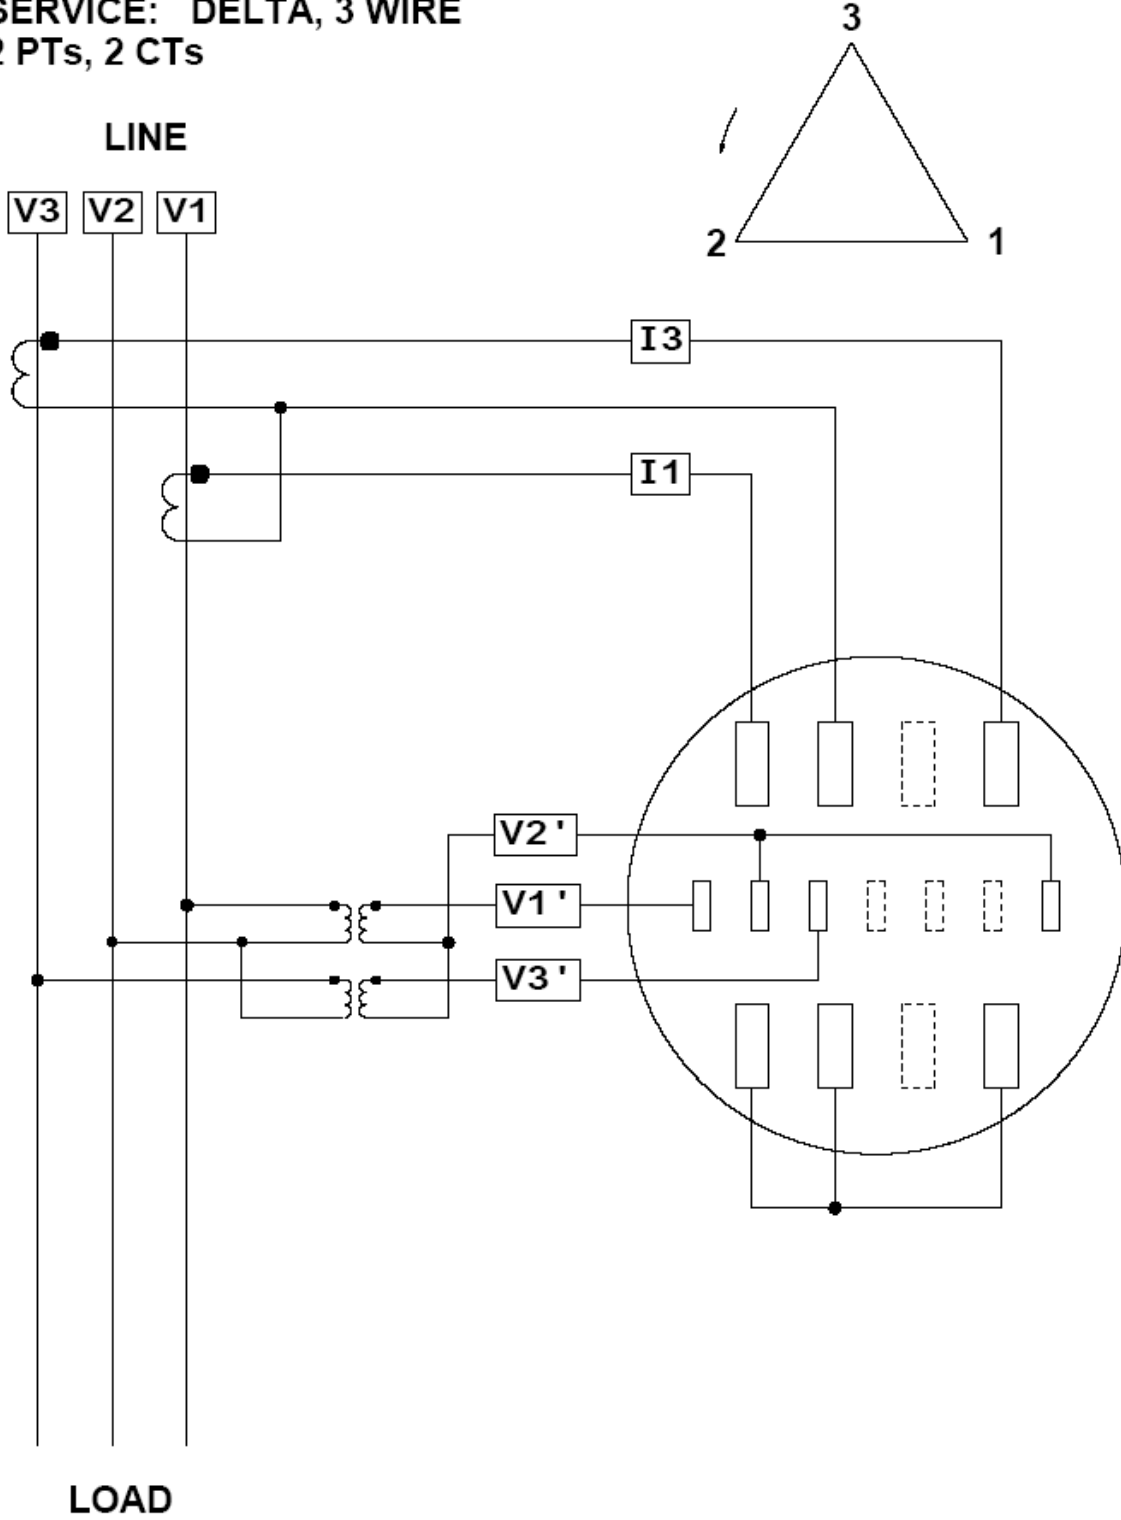 SERVICE: DELTA, 3 WIRE
2 PTs, 2 CTs
3
LINE
V3 V2 V1
2 1
I3
I1
V2'
V1'
V3'
LOAD